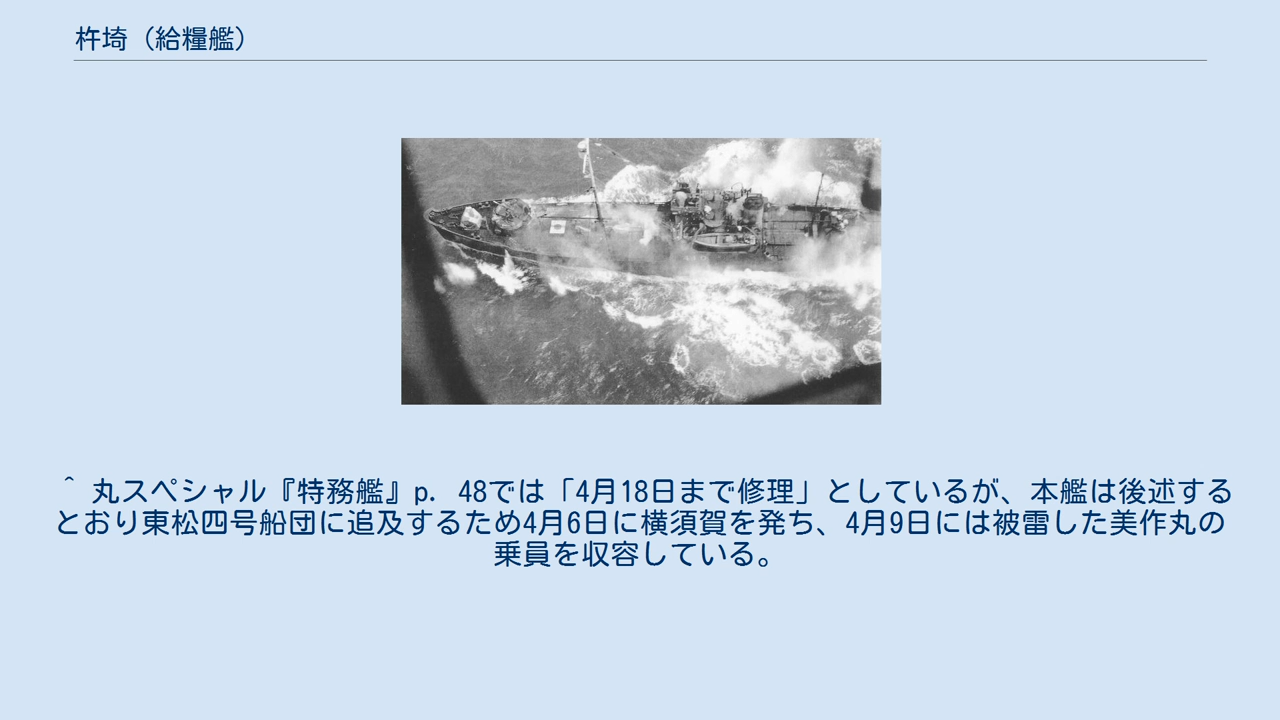 杵埼（給糧艦）
^ 丸スペシャル『特務艦』p. 48では「4月18日まで修理」としているが、本艦は後述する
とおり東松四号船団に追及するため4月6日に横須賀を発ち、4月9日には被雷した美作丸の
乗員を収容している。